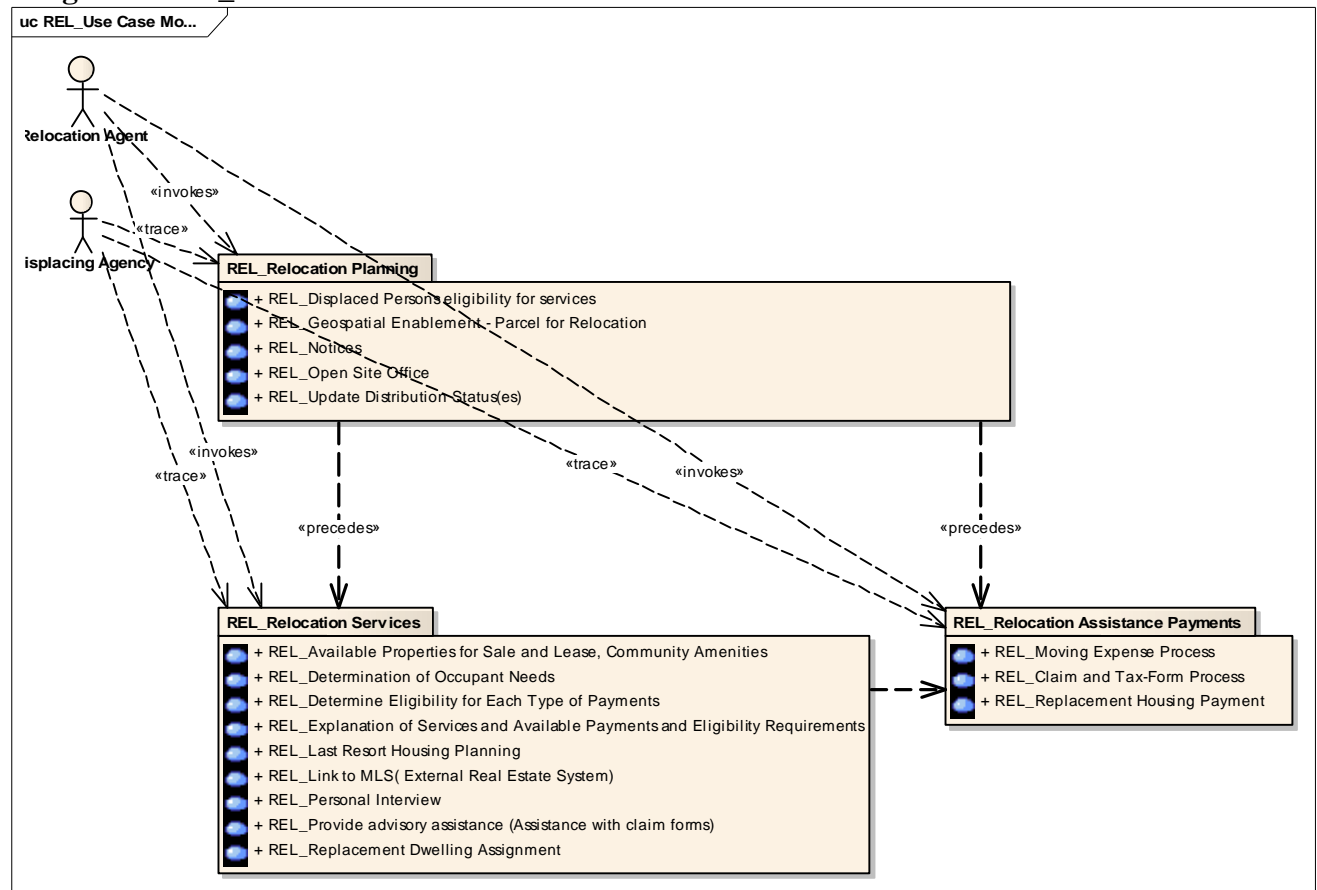 uc REL_Use Case Mo...
Relocation Agent
«invokes»
«trace»
isplacing Agency
REL_Relocation Planning
+ REL_Displaced Persons eligibility for services
+ REL_Geospatial Enablement - Parcel for Relocation
+ REL_Notices
+ REL_Open Site Office
+ REL_Update Distribution Status(es)
«invokes»
«trace»
«trace»
«invokes»
«precedes»
«precedes»
REL_Relocation Services
+ REL_Available Properties for Sale and Lease, Community Amenities
+ REL_Determination of Occupant Needs
+ REL_Determine Eligibility for Each Type of Payments
+ REL_Explanation of Services and Available Payments and Eligibility Requirements
+ REL_Last Resort Housing Planning
+ REL_Link to MLS( External Real Estate System)
+ REL_Personal Interview
+ REL_Provide advisory assistance (Assistance with claim forms)
+ REL_Replacement Dwelling Assignment
REL_Relocation Assistance Payments
+ REL_Moving Expense Process
+ REL_Claim and Tax-Form Process
+ REL_Replacement Housing Payment